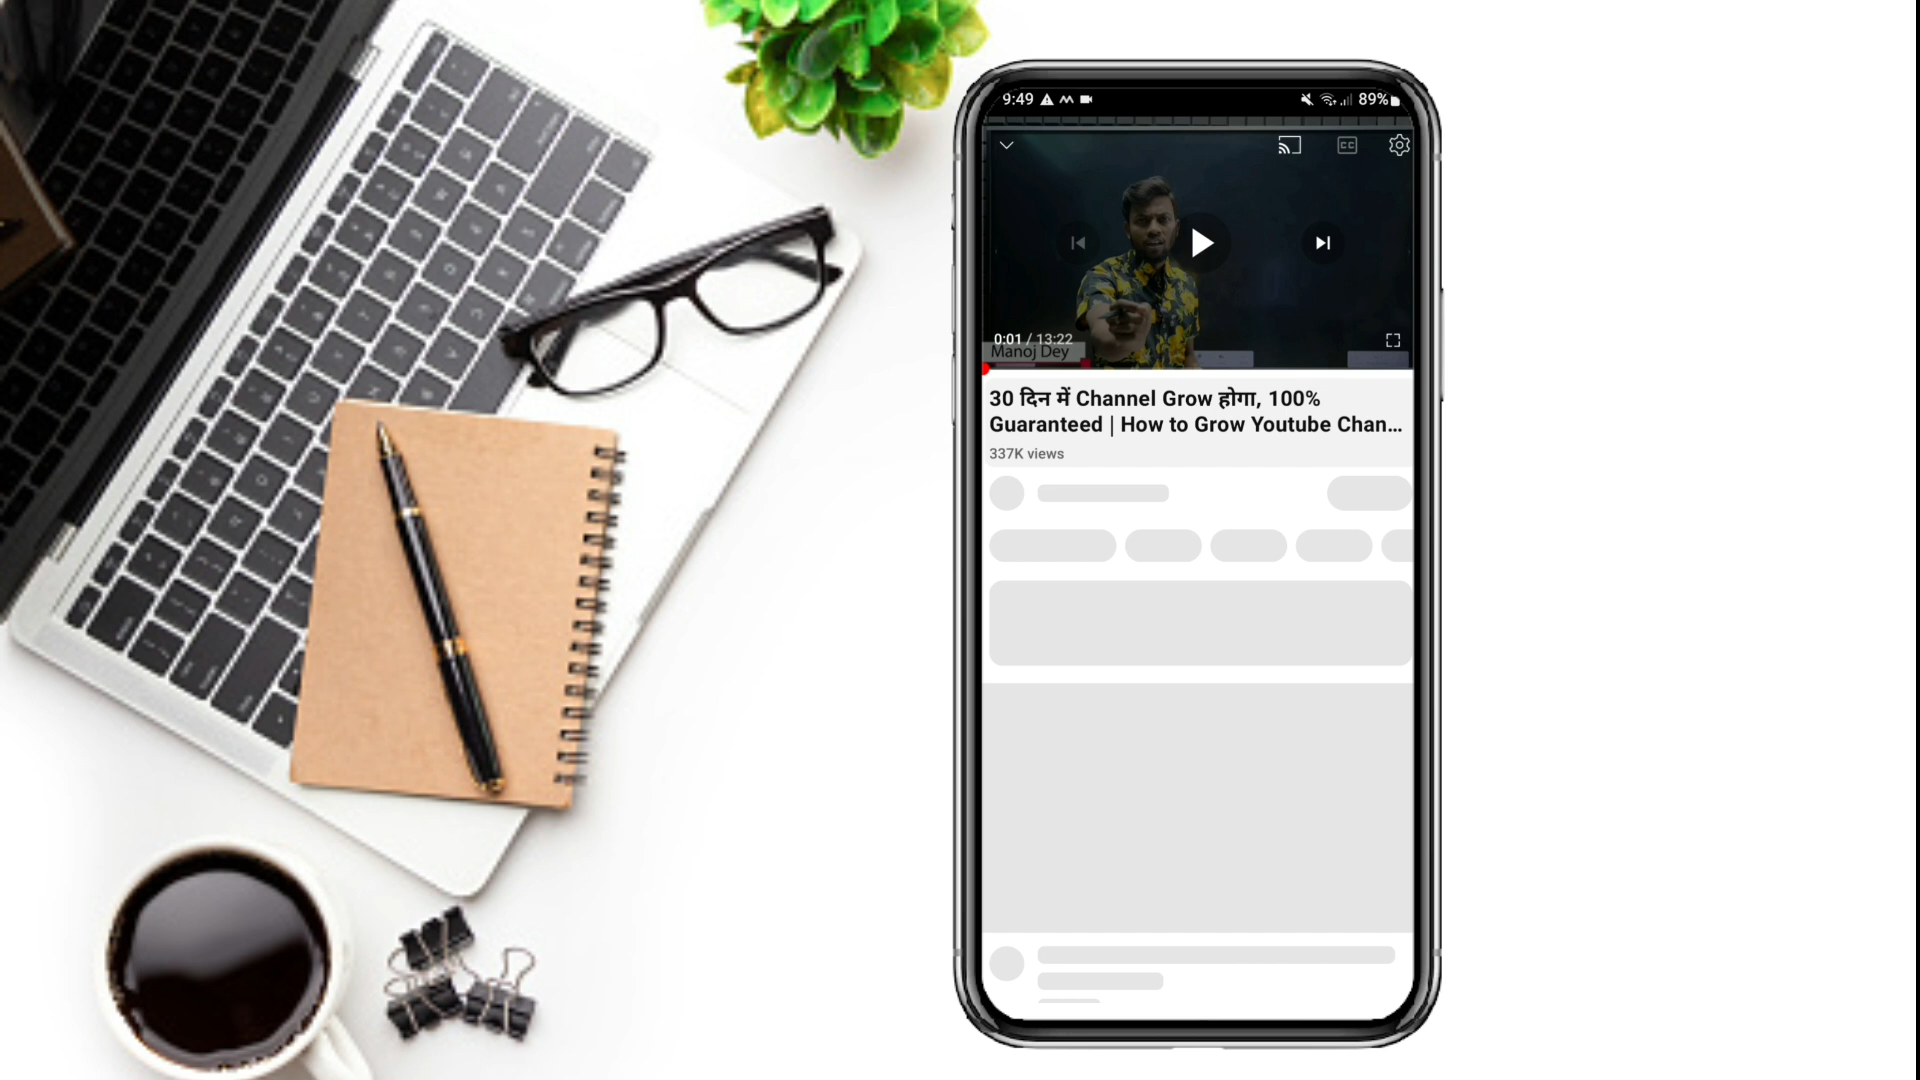 9:49 89%
CC
0:01 / 13:22
Manoj Dey
30 दिन में Channel Grow होगा, 100%
Guaranteed | How to Grow Youtube Chan...
337K views